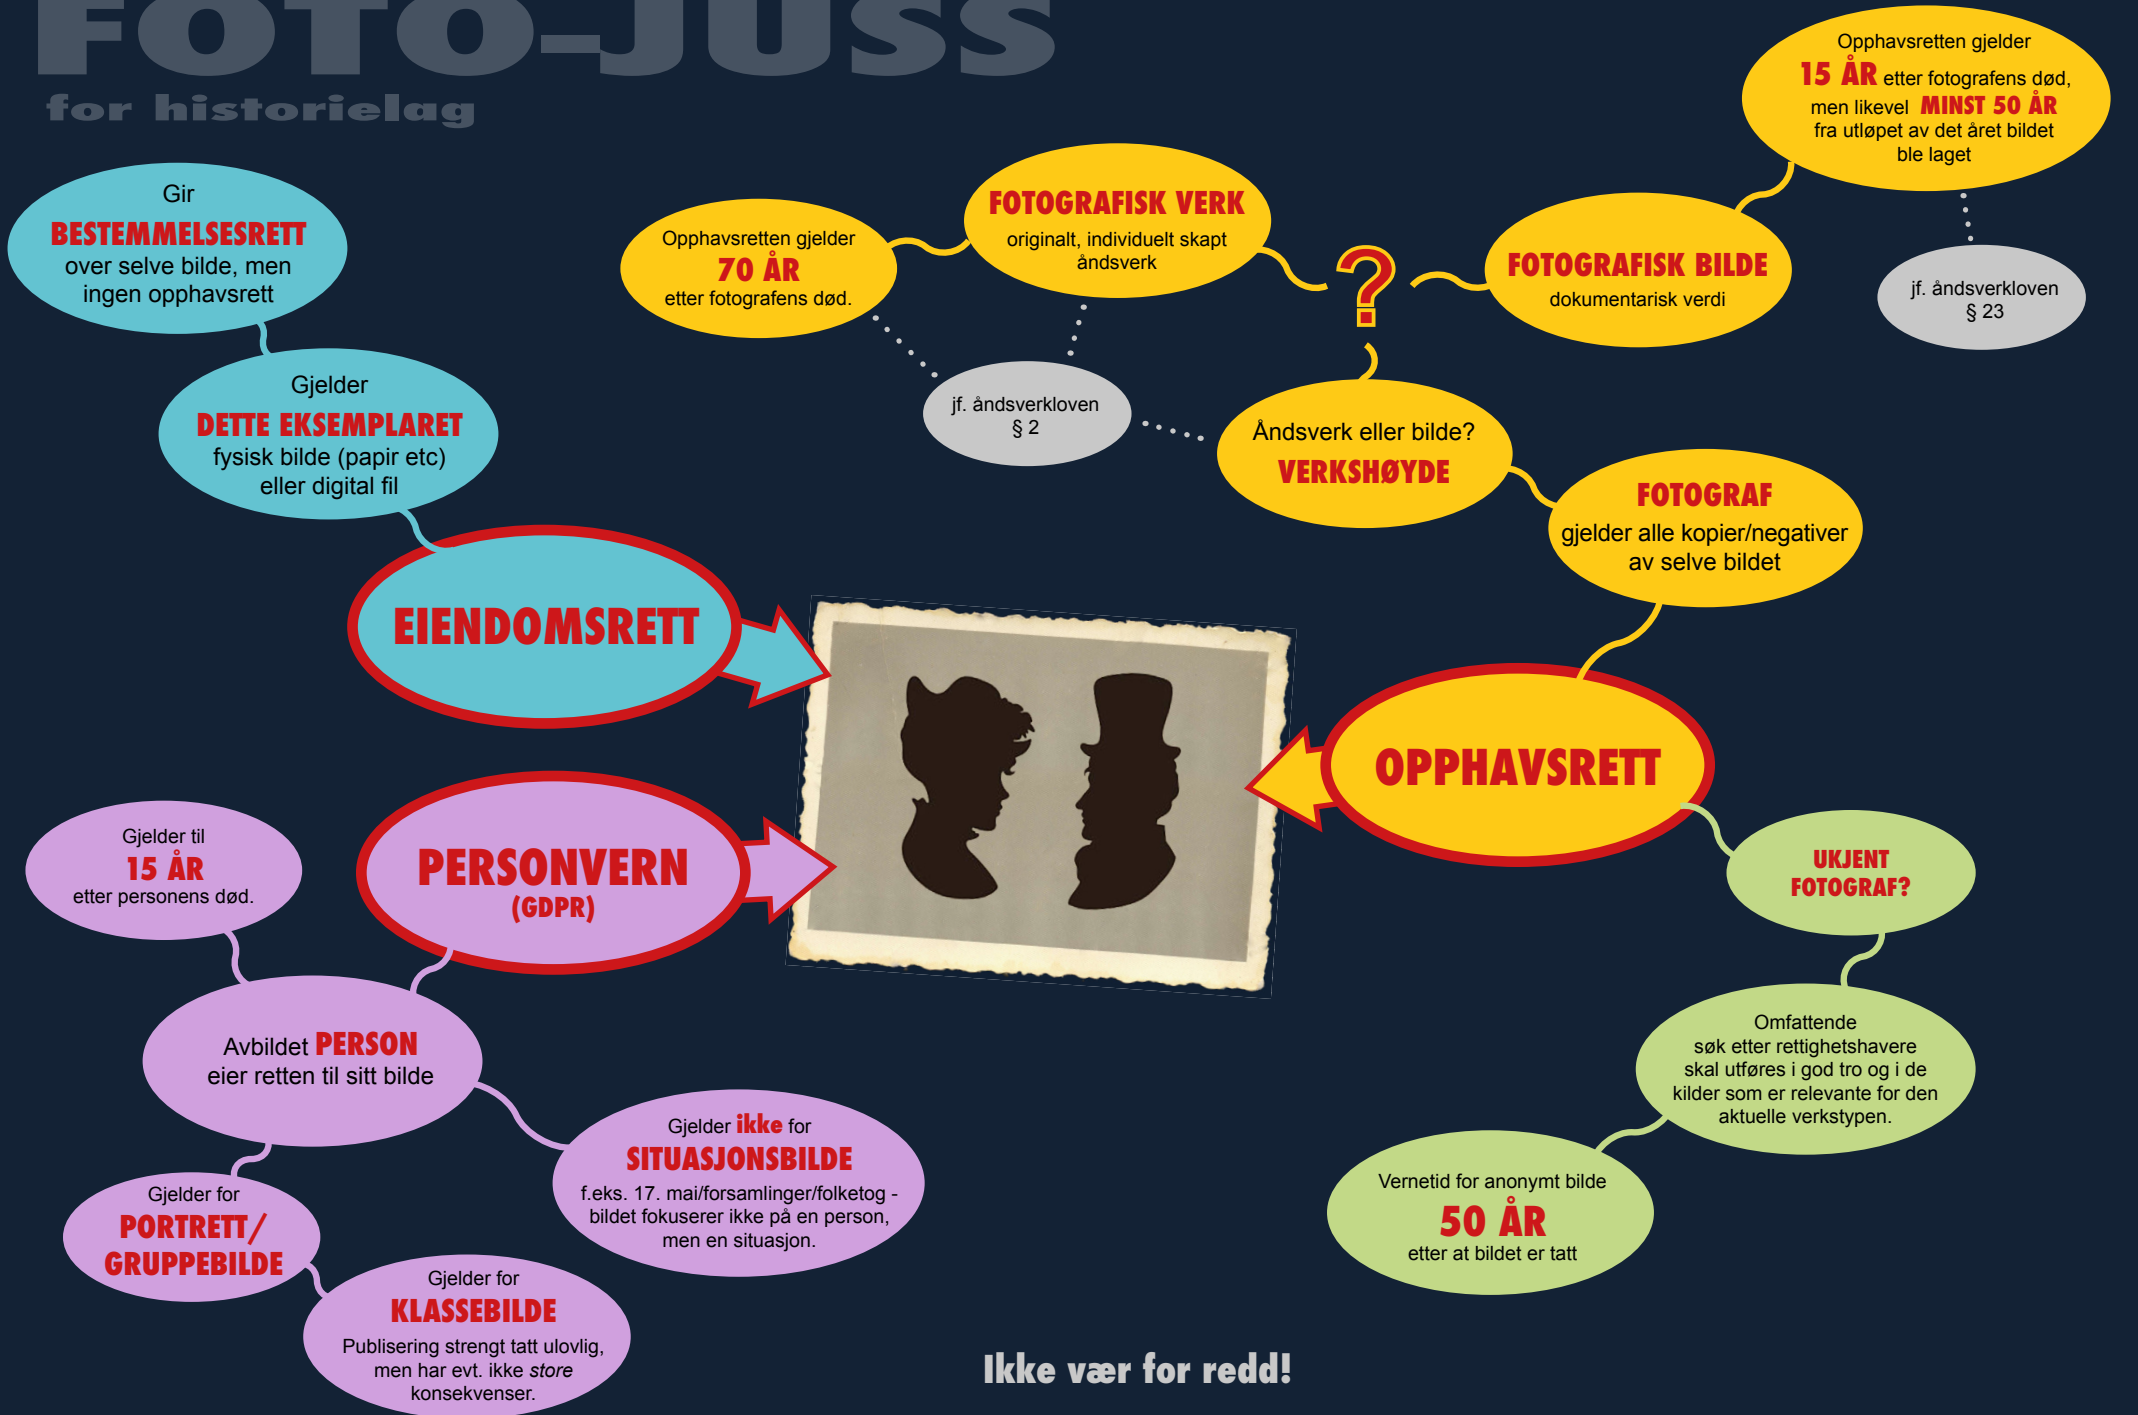 FOTO-JUSS
for historielag
Gir
BESTEMMELSESRETT
over selve bilde, men
ingen opphavsrett
Gjelder
DETTE EKSEMPLARET
fysisk bilde (papir etc)
eller digital fil
EIENDOMSRETT
Opphavsretten gjelder
70 ÅR
etter fotografens død.
FOTOGRAFISK VERK
originalt, individuelt skapt
åndsverk
jf. åndsverkloven
§ 2
?
FOTOGRAFISK BILDE
dokumentarisk verdi
Opphavsretten gjelder
15 ÅR etter fotografens død,
men likevel MINST 50 ÅR
fra utløpet av det året bildet
ble laget
jf. åndsverkloven
§ 23
Åndsverk eller bilde?
VERKSHØYDE
FOTOGRAF
gjelder alle kopier/negativer
av selve bildet
OPPHAVSRETT
UKJENT
FOTOGRAF?
Omfattende
søk etter rettighetshavere
skal utføres i god tro og i de
kilder som er relevante for den
aktuelle verkstypen.
Vernetid for anonymt bilde
50 ÅR
etter at bildet er tatt
PERSONVERN
(GDPR)
Gjelder til
15 ÅR
etter personens død.
Avbildet PERSON
eier retten til sitt bilde
Gjelder ikke for
SITUASJONSBILDE
f.eks. 17. mai/forsamlinger/folketog -
bildet fokuserer ikke på en person,
men en situasjon.
Gjelder for
PORTRETT/
GRUPPEBILDE
Gjelder for
KLASSEBILDE
Publisering strengt tatt ulovlig,
men har evt. ikke store
konsekvenser.
Ikke vær for redd!